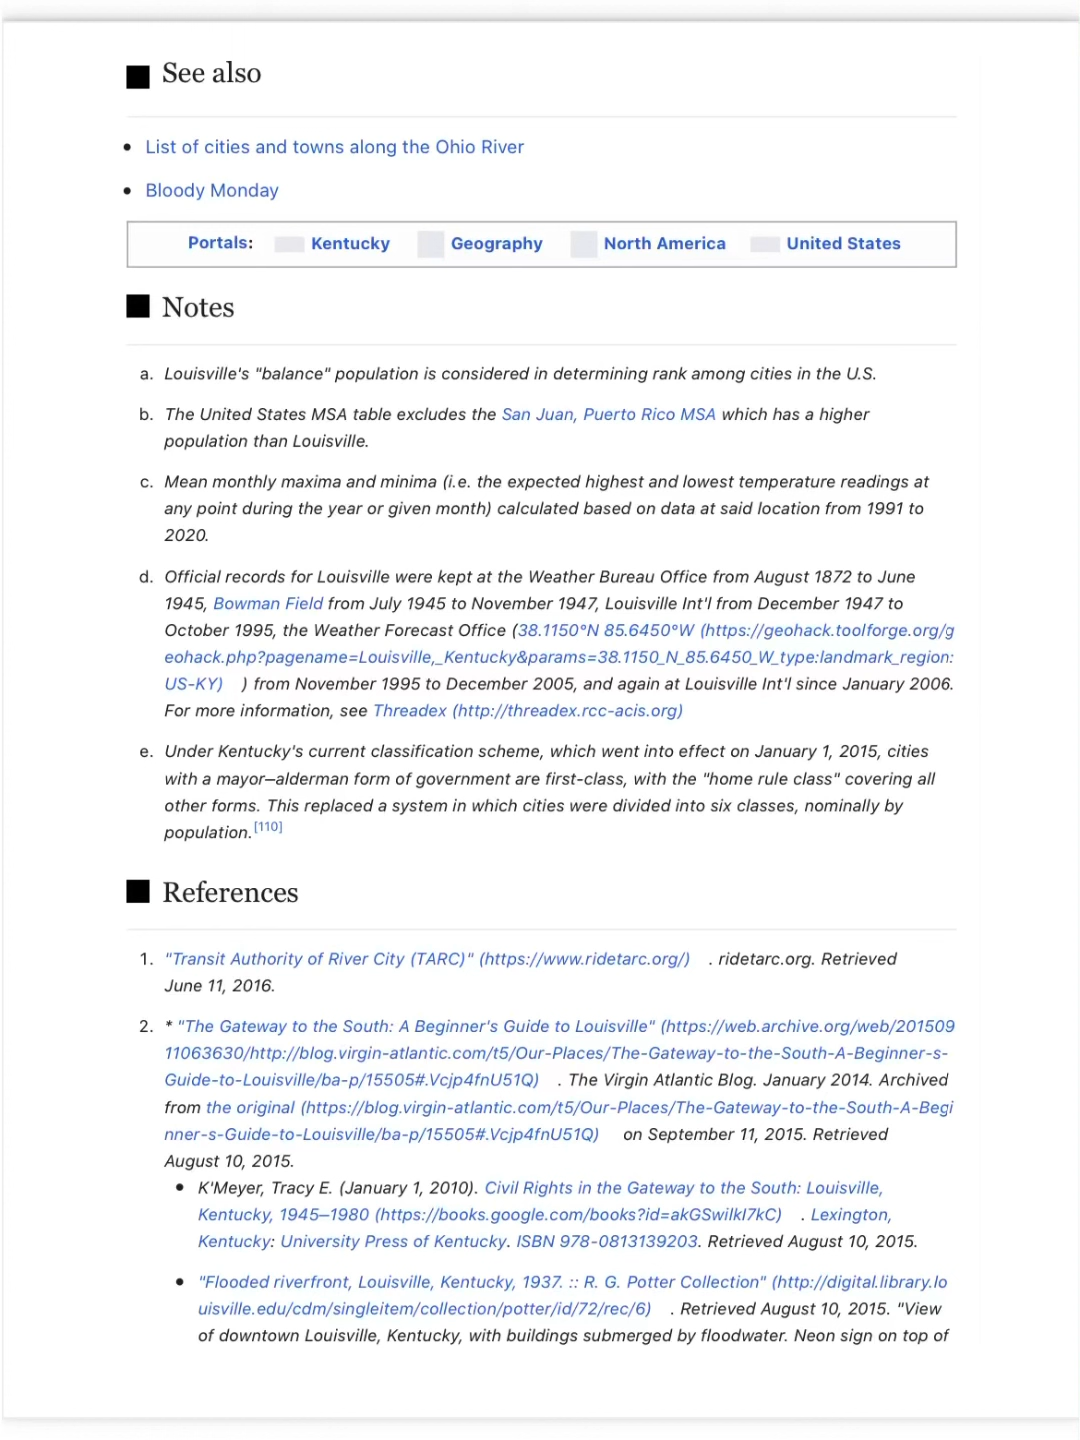 See also
• List of cities and towns along the Ohio River
• Bloody Monday
Portals: Kentucky Geography North America United States
Notes
a. Louisville's "balance" population is considered in determining rank among cities in the U.S.
b. The United States MSA table excludes the San Juan, Puerto Rico MSA which has a higher
population than Louisville.
c. Mean monthly maxima and minima (i.e. the expected highest and lowest temperature readings at
any point during the year or given month) calculated based on data at said location from 1991 to
2020.
d. Official records for Louisville were kept at the Weather Bureau Office from August 1872 to June
1945, Bowman Field from July 1945 to November 1947, Louisville Int'l from December 1947 to
October 1995, the Weather Forecast Office (38.1150°N 85.6450°W (https://geohack.toolforge.org/g
eohack.php?pagename=Louisville,_Kentucky&params=38.1150_N_85.6450_W_type:landmark_region:
US-KY) ) from November 1995 to December 2005, and again at Louisville Int'l since January 2006.
For more information, see Threadex (http://threadex.rcc-acis.org)
e. Under Kentucky's current classification scheme, which went into effect on January 1, 2015, cities
with a mayor–alderman form of government are first-class, with the "home rule class" covering all
other forms. This replaced a system in which cities were divided into six classes, nominally by
population.[110]
References
1. "Transit Authority of River City (TARC)" (https://www.ridetarc.org/) . ridetarc.org. Retrieved
June 11, 2016.
2. * "The Gateway to the South: A Beginner's Guide to Louisville" (https://web.archive.org/web/201509
11063630/http://blog.virgin-atlantic.com/t5/Our-Places/The-Gateway-to-the-South-A-Beginner-s-
Guide-to-Louisville/ba-p/15505#.Vcjp4fnU51Q) . The Virgin Atlantic Blog. January 2014. Archived
from the original (https://blog.virgin-atlantic.com/t5/Our-Places/The-Gateway-to-the-South-A-Begi
nner-s-Guide-to-Louisville/ba-p/15505#.Vcjp4fnU51Q) on September 11, 2015. Retrieved
August 10, 2015.
• K'Meyer, Tracy E. (January 1, 2010). Civil Rights in the Gateway to the South: Louisville,
Kentucky, 1945–1980 (https://books.google.com/books?id=akGSwilkI7kC) . Lexington,
Kentucky: University Press of Kentucky. ISBN 978-0813139203. Retrieved August 10, 2015.
• "Flooded riverfront, Louisville, Kentucky, 1937. :: R. G. Potter Collection" (http://digital.library.lo
uisville.edu/cdm/singleitem/collection/potter/id/72/rec/6) . Retrieved August 10, 2015. "View
of downtown Louisville, Kentucky, with buildings submerged by floodwater. Neon sign on top of